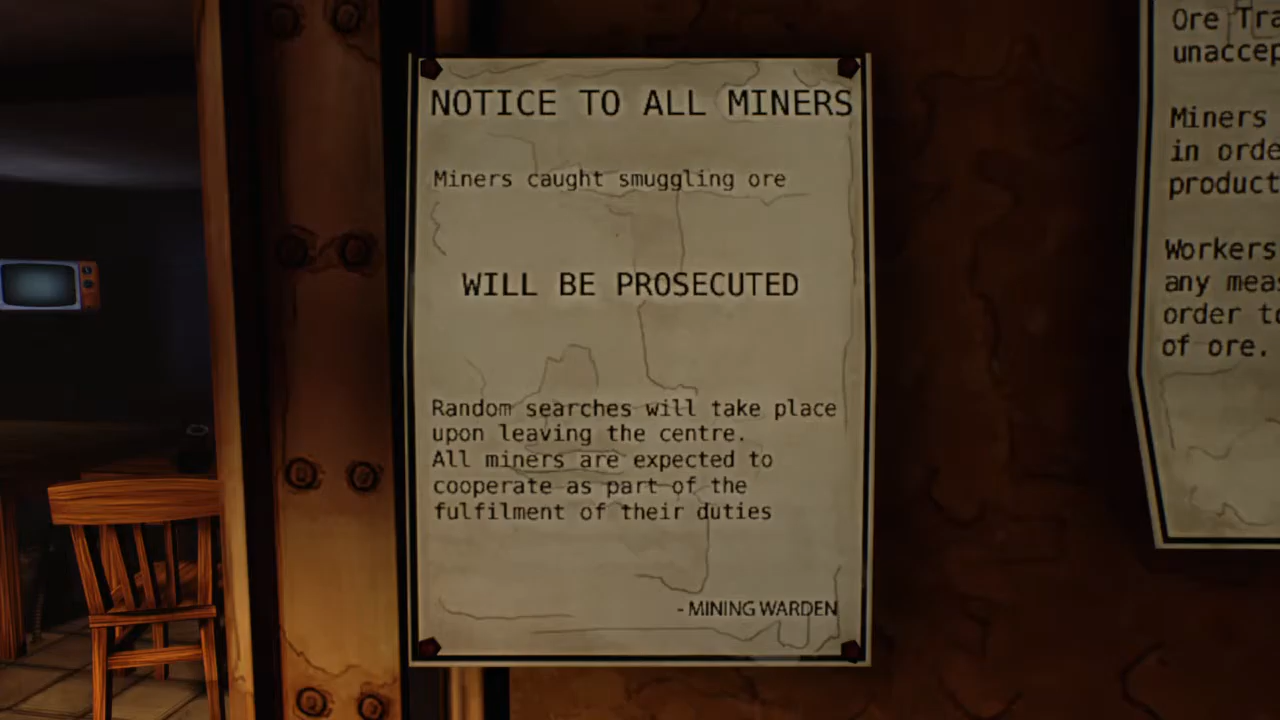 NOTICE TO ALL MINERS
Miners caught smuggling ore
WILL BE PROSECUTED
Random searches will take place
upon leaving the centre.
All miners are expected to
cooperate as part of the
fulfilment of their duties
- MINING WARDEN
Ore
Miners
in
Workers
any
order
of ore.